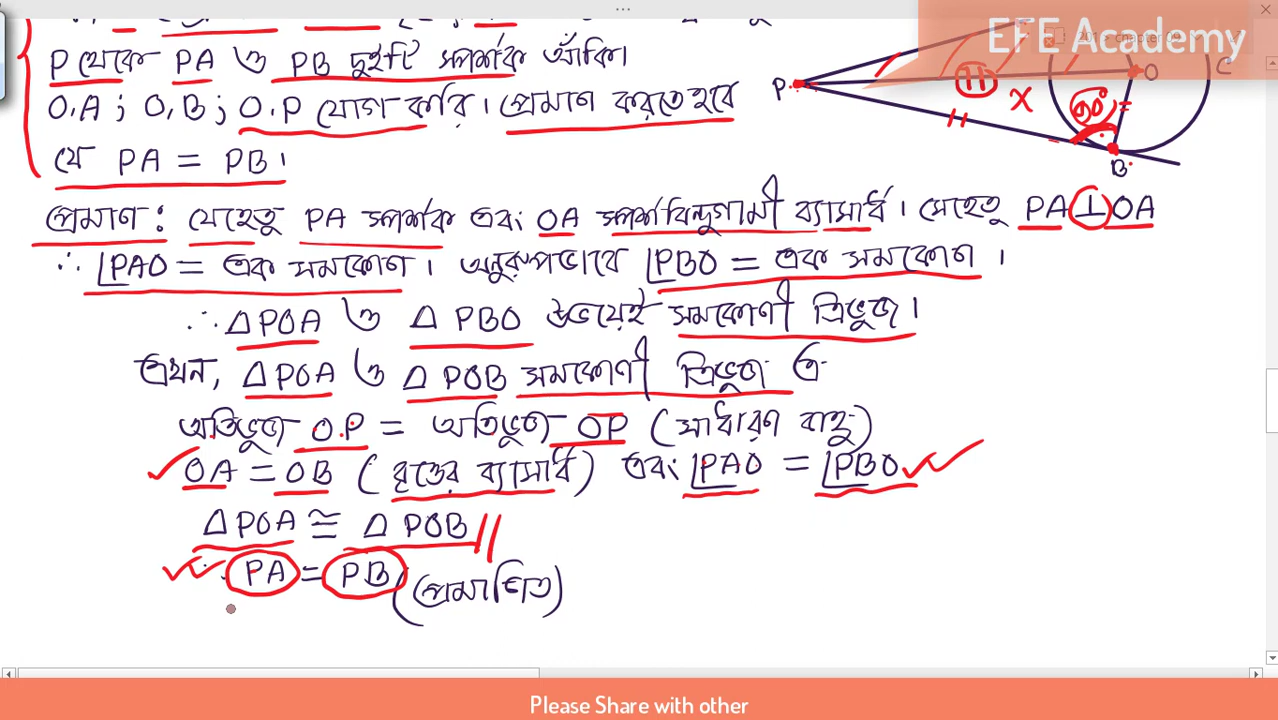 EFE Academy
P থেকে PA ও PB দুইটি স্পর্শক আঁকি।
O,A ; O,B ; O,P যোগ করি। প্রমাণ করতে হবে
যে PA = PB।
P
O
C
B
90°
প্রমাণ : যেহেতু PA স্পর্শক এবং OA স্পর্শবিন্দুগামী ব্যাসার্ধ। সেহেতু PA ⊥ OA
∴ ∠PAO = এক সমকোণ। অনুরূপভাবে ∠PBO = এক সমকোণ।
∴ Δ POA ও Δ PBO উভয়েই সমকোণী ত্রিভুজ।
এখন, Δ POA ও Δ POB সমকোণী ত্রিভুজ এ
অতিভুজ OP = অতিভুজ OP (সাধারণ বাহু)
OA = OB (বৃত্তের ব্যাসার্ধ) এবং ∠PAO = ∠PBO
Δ POA ≅ Δ POB
∴ PA = PB (প্রমাণিত)
Please Share with other